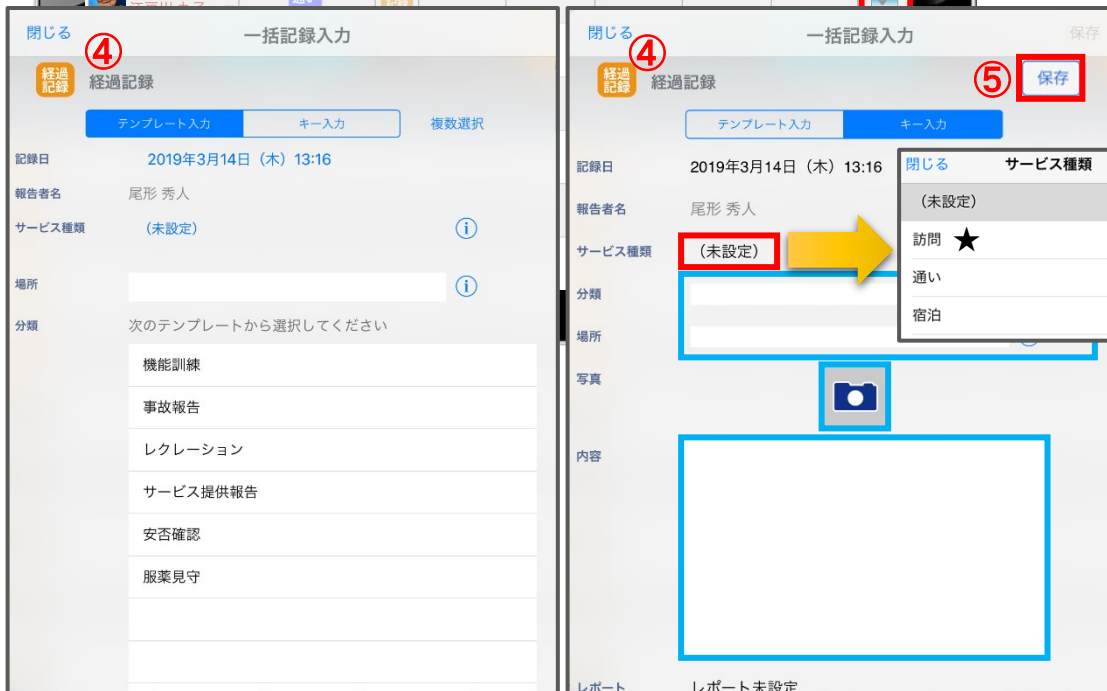 閉じる
一括記録入力
④
経過記録
経過記録
テンプレート入力
キー入力
複数選択
記録日
2019年3月14日（木）13:16
報告者名
尾形 秀人
サービス種類
（未設定）
場所
分類
次のテンプレートから選択してください
機能訓練
事故報告
レクレーション
サービス提供報告
安否確認
服薬見守
閉じる
一括記録入力
保存
④
経過記録
経過記録
⑤
保存
テンプレート入力
キー入力
記録日
2019年3月14日（木）13:16
報告者名
尾形 秀人
サービス種類
（未設定）
分類
場所
写真
内容
レポート
レポート未設定
閉じる
サービス種類
（未設定）
訪問 ★
通い
宿泊